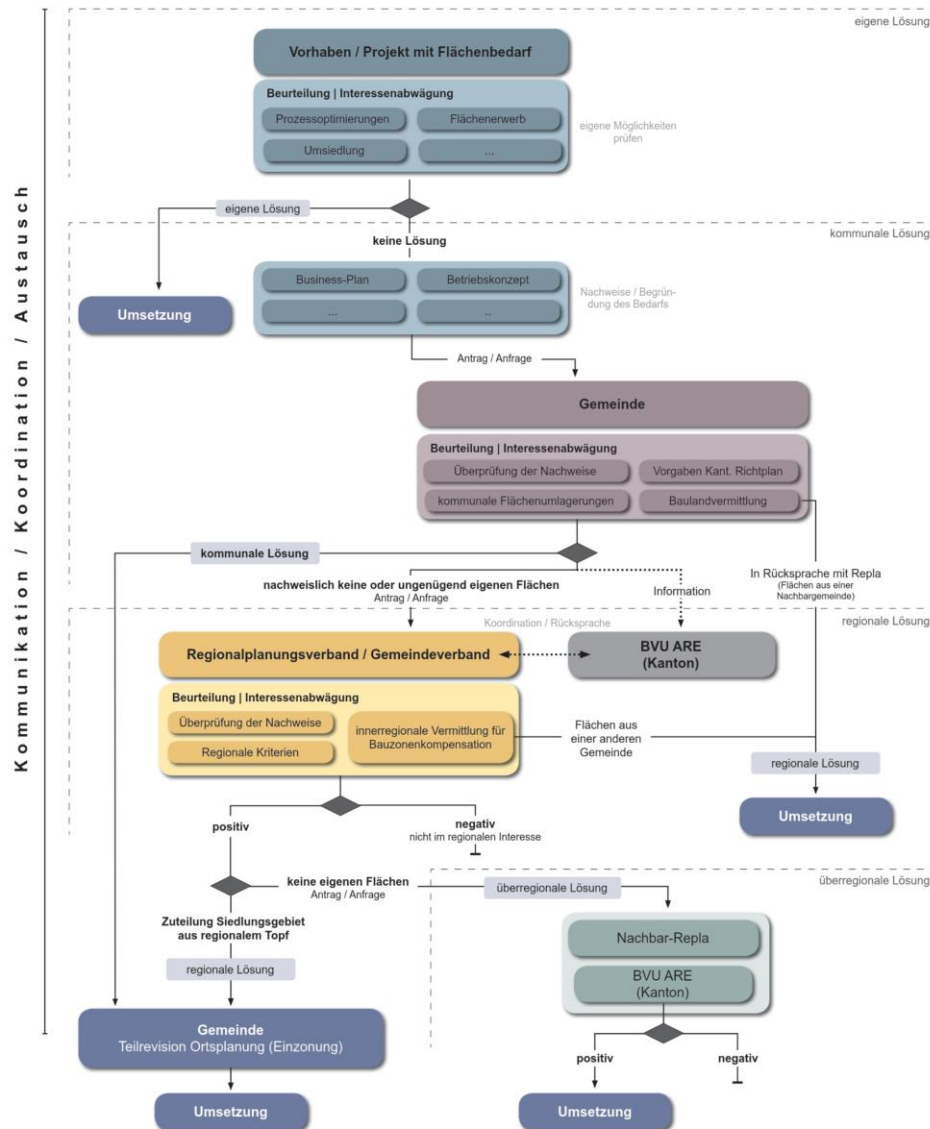 Kommunikation / Koordination / Austausch
eigene Lösung
Vorhaben / Projekt mit Flächenbedarf
Beurteilung | Interessenabwägung
Prozessoptimierungen
Flächenerwerb
Umsiedlung
...
eigene Möglichkeiten
prüfen
eigene Lösung
keine Lösung
kommunale Lösung
Umsetzung
Business-Plan
Betriebskonzept
...
..
Nachweise / Begrün-
dung des Bedarfs
Antrag / Anfrage
Gemeinde
Beurteilung | Interessenabwägung
Überprüfung der Nachweise
Vorgaben Kant. Richtplan
kommunale Flächenumlagerungen
Baulandvermittlung
kommunale Lösung
nachweislich keine oder ungenügend eigenen Flächen
Antrag / Anfrage
Information
In Rücksprache mit Repla
(Flächen aus einer
Nachbargemeinde)
regionale Lösung
Koordination / Rücksprache
Regionalplanungsverband / Gemeindeverband
BVU ARE
(Kanton)
Beurteilung | Interessenabwägung
Überprüfung der Nachweise
Regionale Kriterien
innerregionale Vermittlung für
Bauzonenkompensation
Flächen aus
einer anderen
Gemeinde
regionale Lösung
Umsetzung
positiv
negativ
nicht im regionalen Interesse
keine eigenen Flächen
Antrag / Anfrage
überregionale Lösung
überregionale Lösung
Zuteilung Siedlungsgebiet
aus regionalem Topf
regionale Lösung
Nachbar-Repla
BVU ARE
(Kanton)
Gemeinde
Teilrevision Ortsplanung (Einzonung)
positiv
negativ
Umsetzung
Umsetzung